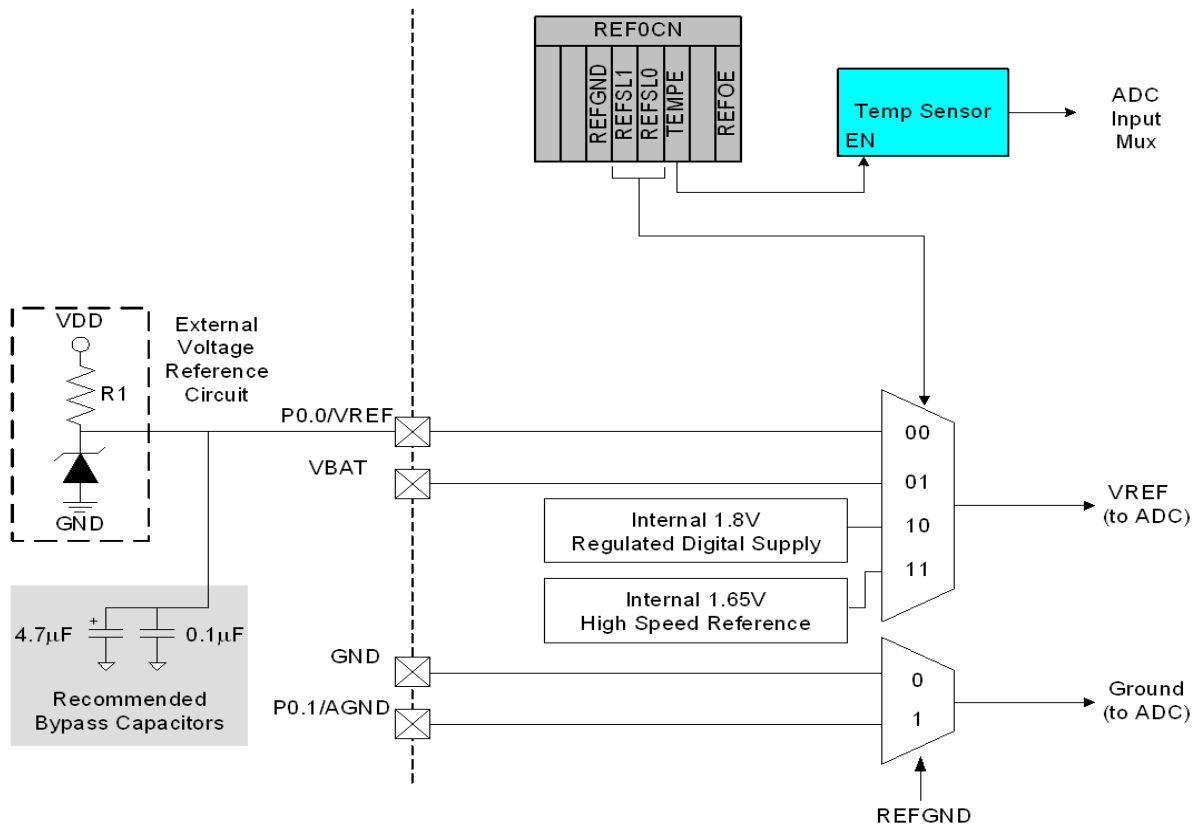 REF0CN
REFGND
REFSL1
REFSL0
TEMPE
REFOE
Temp Sensor
EN
ADC
Input
Mux
VDD
R1
GND
External
Voltage
Reference
Circuit
P0.0/VREF
VBAT
00
01
10
11
Internal 1.8V
Regulated Digital Supply
Internal 1.65V
High Speed Reference
VREF
(to ADC)
4.7μF
+
0.1μF
Recommended
Bypass Capacitors
GND
P0.1/AGND
0
1
Ground
(to ADC)
REFGND